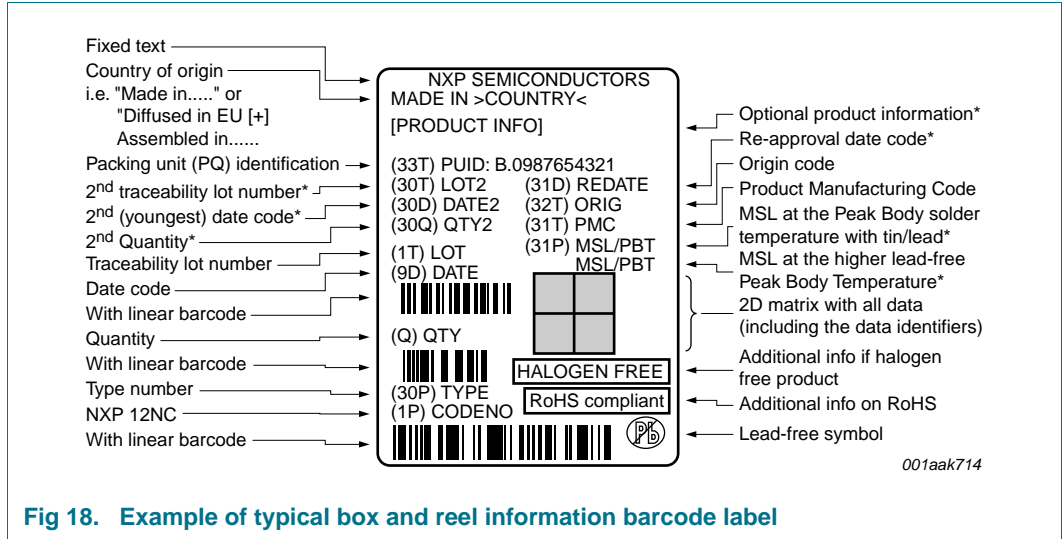 Fixed text
Country of origin
i.e. "Made in....." or
"Diffused in EU [+]
Assembled in......
Packing unit (PQ) identification
2nd traceability lot number*
2nd (youngest) date code*
2nd Quantity*
Traceability lot number
Date code
With linear barcode
Quantity
With linear barcode
Type number
NXP 12NC
With linear barcode
NXP SEMICONDUCTORS
MADE IN >COUNTRY<
[PRODUCT INFO]
(33T) PUID: B.0987654321
(30T) LOT2 (31D) REDATE
(30D) DATE2 (32T) ORIG
(30Q) QTY2 (31T) PMC
(31P) MSL/PBT
(1T) LOT
MSL/PBT
(9D) DATE
(Q) QTY
HALOGEN FREE
(30P) TYPE
RoHS compliant
(1P) CODENO
Pb
Optional product information*
Re-approval date code*
Origin code
Product Manufacturing Code
MSL at the Peak Body solder
temperature with tin/lead*
MSL at the higher lead-free
Peak Body Temperature*
2D matrix with all data
(including the data identifiers)
Additional info if halogen
free product
Additional info on RoHS
Lead-free symbol
001aak714
Fig 18. Example of typical box and reel information barcode label